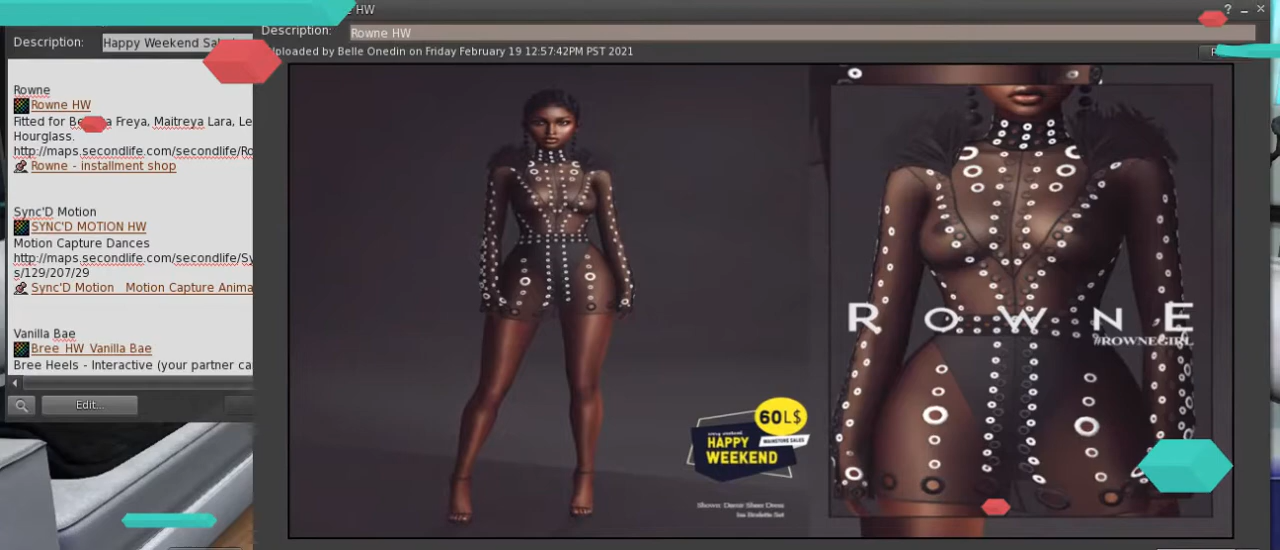 HW
Description:
Happy Weekend
Rowne
Rowne HW
Fitted for Freya, Maitreya Lara,
Hourglass.
http://maps.secondlife.com/secondlife/Ro
Rowne - installment shop
Sync'D Motion
SYNC'D MOTION HW
Motion Capture Dances
http://maps.secondlife.com/secondlife/Sy
s/129/207/29
Sync'D Motion Motion Capture Anima
Vanilla Bae
Bree HW Vanilla Bae
Bree Heels - Interactive (your partner ca
Edit...
Description:
Rowne HW
Uploaded by Belle Onedin on Friday February 19 12:57:42PM PST 2021
60L$
HAPPY
WEEKEND
MAINSTORE SALES
ROWNE
#ROWNEGIRL